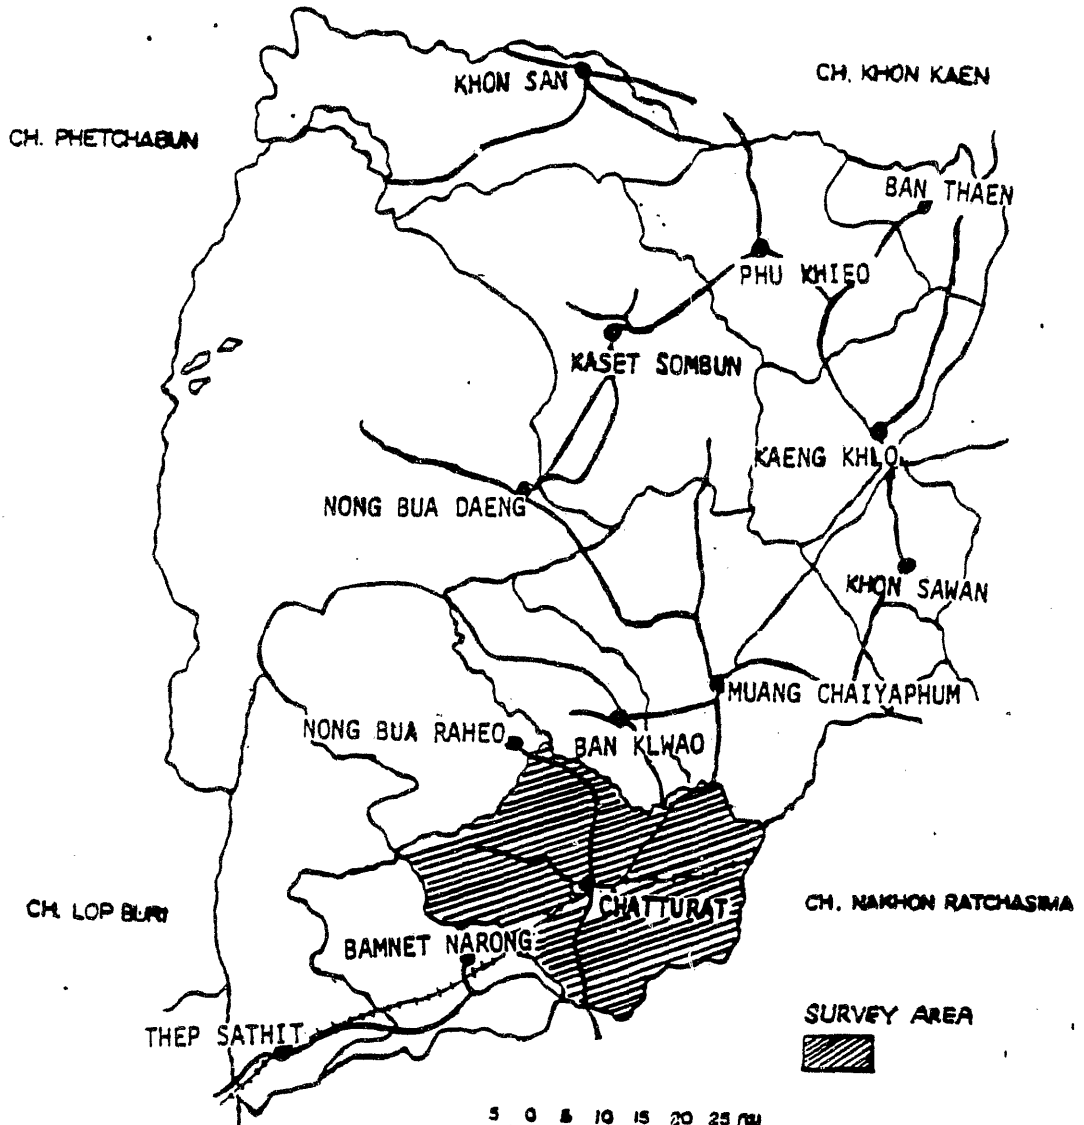 KHON SAN
CH. KHON KAEN
CH. PHETCHABUN
BAN THAEN
PHU KHIEO
KASET SOMBUN
KAENG KHLO
NONG BUA DAENG
KHON SAWAN
MUANG CHAIYAPHUM
NONG BUA RAHEO
BAN KLWAO
CHATTURAT
CH. LOP BURI
CH. NAKHON RATCHASIMA
BAMNET NARONG
SURVEY AREA
THEP SATHIT
5 0 5 10 15 20 25